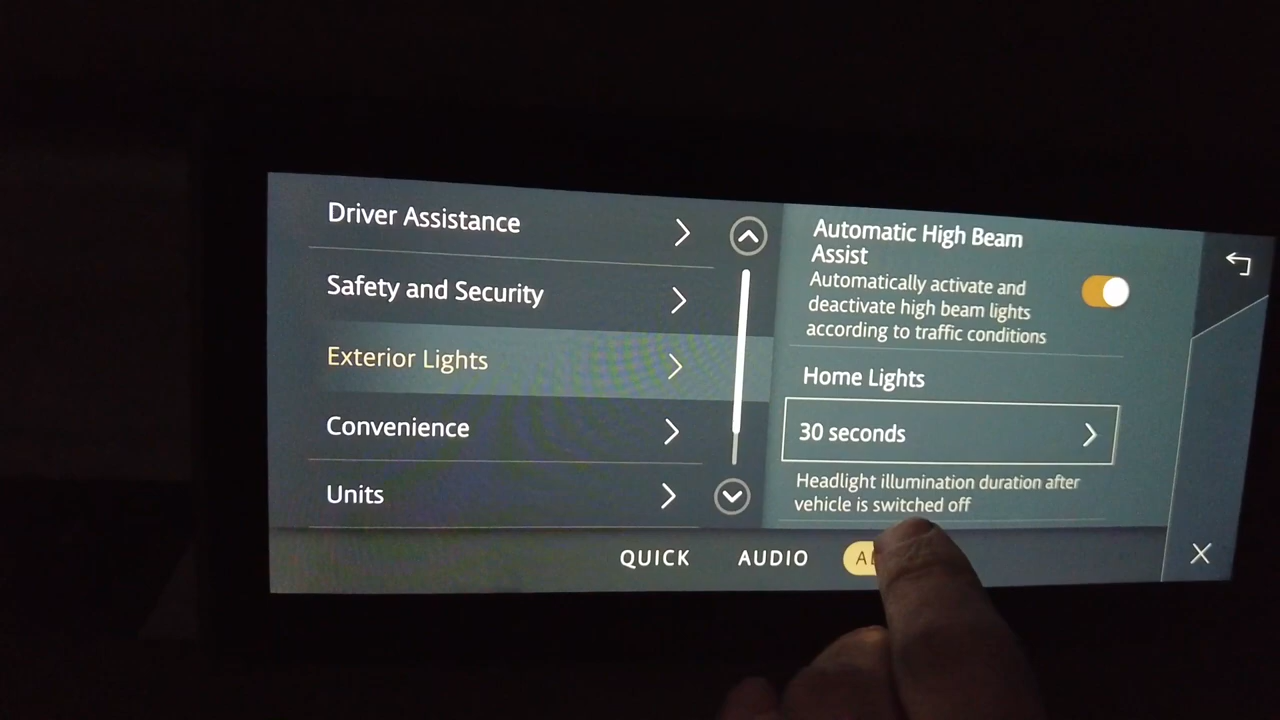 Driver Assistance
Safety and Security
Exterior Lights
Convenience
Units
Automatic High Beam
Assist
Automatically activate and
deactivate high beam lights
according to traffic conditions
Home Lights
30 seconds
Headlight illumination duration after
vehicle is switched off
QUICK AUDIO